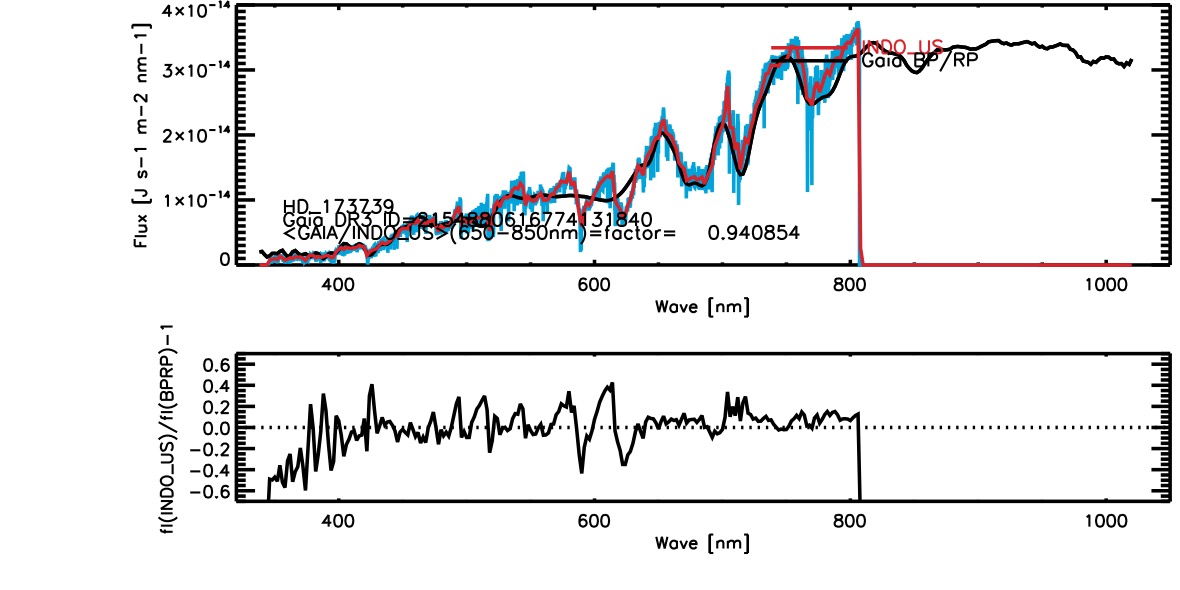 4×10−14
3×10−14
2×10−14
1×10−14
0
Flux [J s−1 m−2 nm−1]
INDO_US
Gaia BP/RP
HD_173739
<GAIA/INDO_US>(650−850nm)=factor= 0.940854
400 600 800 1000
Wave [nm]
0.6
0.4
0.2
0.0
−0.2
−0.4
−0.6
fl(INDO_US)/fl(BPRP)−1
400 600 800 1000
Wave [nm]